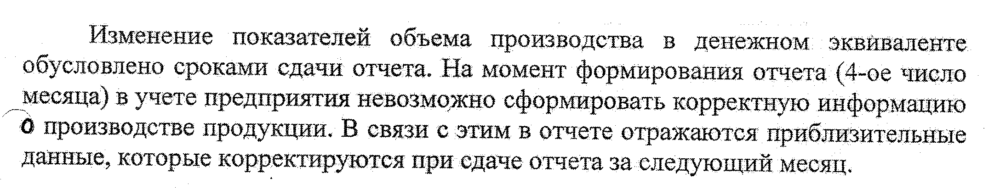 Изменение показателей объема производства в денежном эквиваленте
обусловлено сроками сдачи отчета. На момент формирования отчета (4-ое число
месяца) в учете предприятия невозможно сформировать корректную информацию
о производстве продукции. В связи с этим в отчете отражаются приблизительные
данные, которые корректируются при сдаче отчета за следующий месяц.